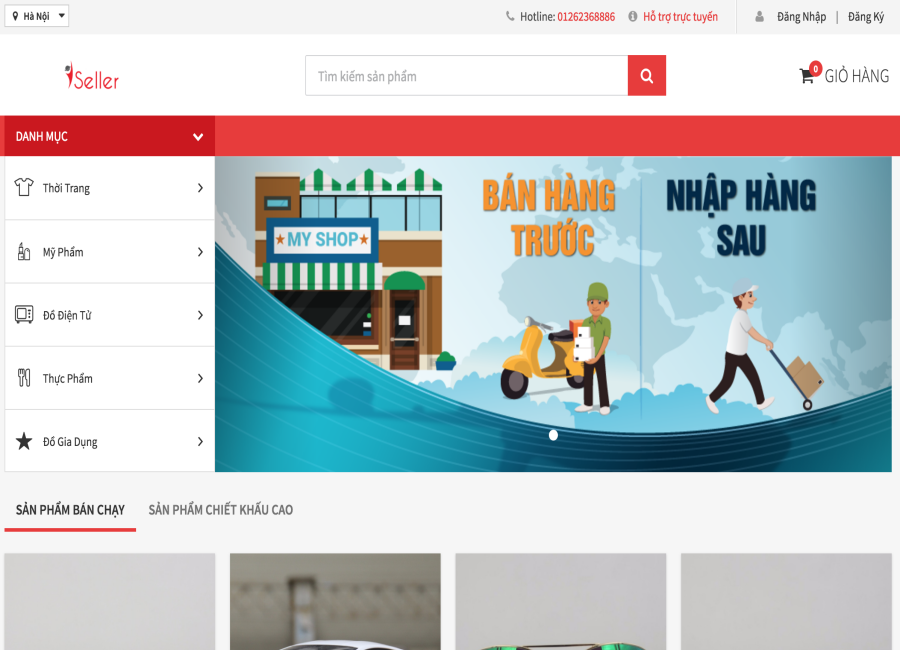 Hà Nội
Hotline: 01262368886
Hỗ trợ trực tuyến
Đăng Nhập | Đăng Ký
Seller
Tìm kiếm sản phẩm
0
GIỎ HÀNG
DANH MỤC
Thời Trang
Mỹ Phẩm
Đồ Điện Tử
Thực Phẩm
Đồ Gia Dụng
MY SHOP
BÁN HÀNG
TRƯỚC
NHẬP HÀNG
SAU
SẢN PHẨM BÁN CHẠY
SẢN PHẨM CHIẾT KHẤU CAO